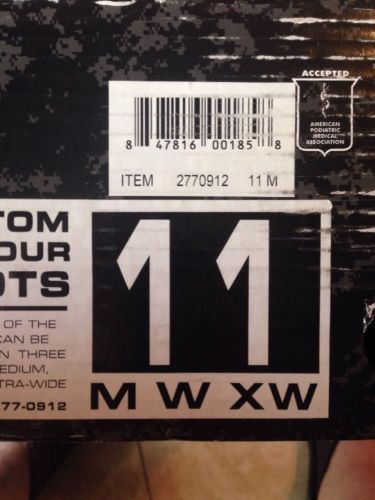 ACCEPTED
AMERICAN
PODIATRIC
MEDICAL
ASSOCIATION
8 47816 00185 8
ITEM 2770912 11 M
TOM
OUR
OTS
OF THE
CAN BE
N THREE
EDIUM,
TRA-WIDE
77-0912
11
M W XW